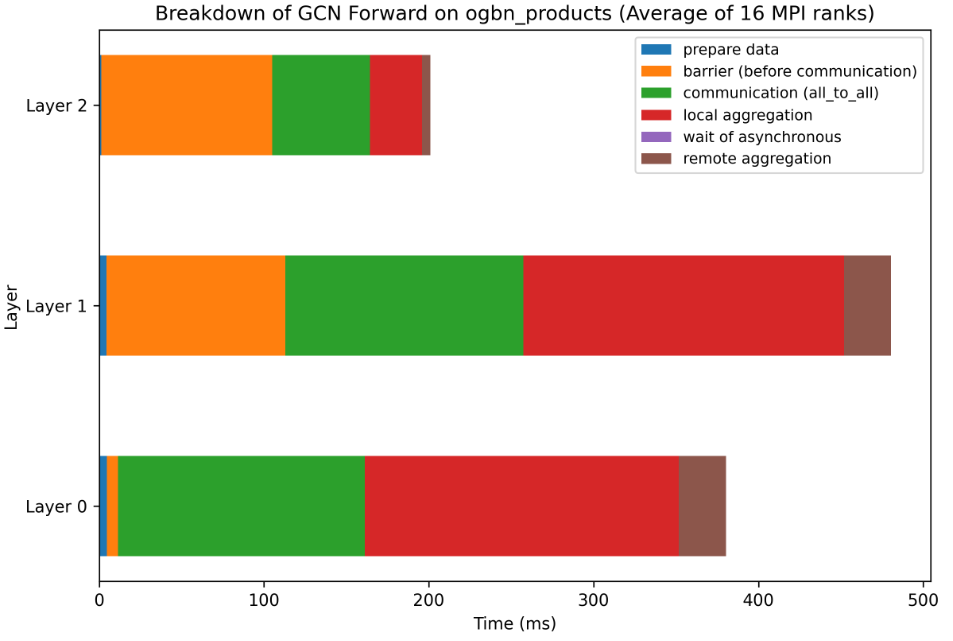 Breakdown of GCN Forward on ogbn_products (Average of 16 MPI ranks)
prepare data
barrier (before communication)
communication (all_to_all)
local aggregation
wait of asynchronous
remote aggregation
Layer 2
Layer 1
Layer 0
Layer
0 100 200 300 400 500
Time (ms)